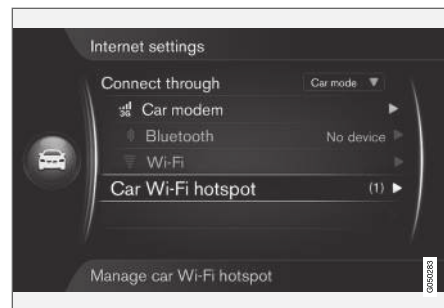 Internet settings
Connect through Car mode
3G Car modem
Bluetooth No device
Wi-Fi
Car Wi-Fi hotspot (1)
Manage car Wi-Fi hotspot
G050283